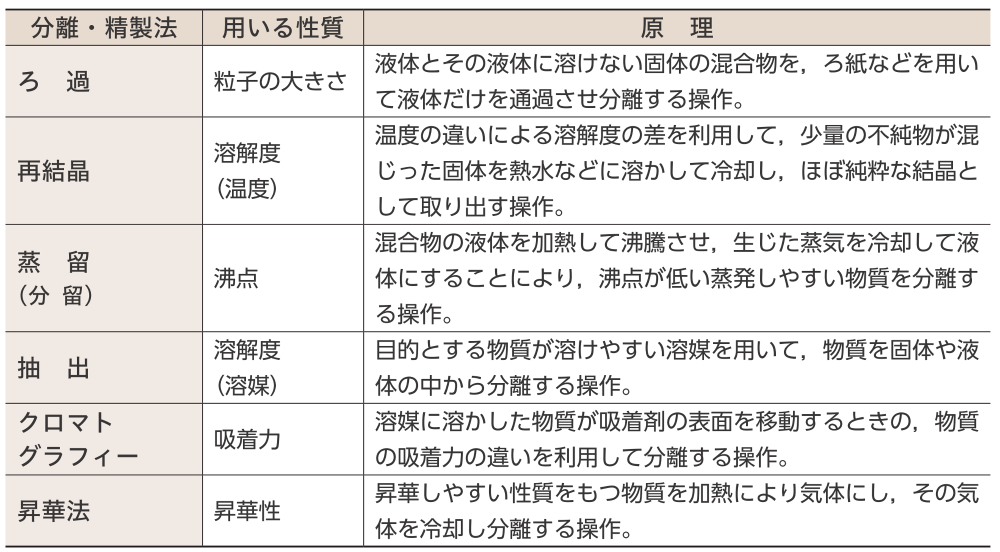 分離・精製法
用いる性質
原　理
ろ　過
粒子の大きさ
液体とその液体に溶けない固体の混合物を，ろ紙などを用い
て液体だけを通過させ分離する操作。
再結晶
溶解度
（温度）
温度の違いによる溶解度の差を利用して，少量の不純物が混
じった固体を熱水などに溶かして冷却し，ほぼ純粋な結晶と
して取り出す操作。
蒸　留
（分 留）
沸点
混合物の液体を加熱して沸騰させ，生じた蒸気を冷却して液
体にすることにより，沸点が低い蒸発しやすい物質を分離す
る操作。
抽　出
溶解度
（溶媒）
目的とする物質が溶けやすい溶媒を用いて，物質を固体や液
体の中から分離する操作。
クロマト
グラフィー
吸着力
溶媒に溶かした物質が吸着剤の表面を移動するときの，物質
の吸着力の違いを利用して分離する操作。
昇華法
昇華性
昇華しやすい性質をもつ物質を加熱により気体にし，その気
体を冷却し分離する操作。